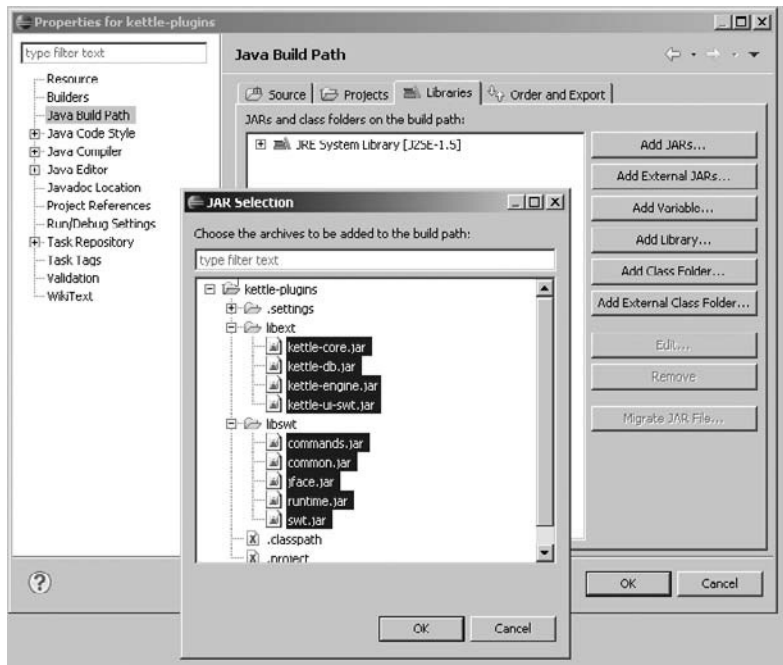 Properties for kettle-plugins
type filter text
Resource
Builders
Java Build Path
Java Code Style
Java Compiler
Java Editor
Javadoc Location
Project References
Run/Debug Settings
Task Repository
Task Tags
Validation
WikiText
Java Build Path
Source
Projects
Libraries
Order and Export
JARs and class folders on the build path:
JRE System Library [J2SE-1.5]
Add JARs...
Add External JARs...
Add Variable...
Add Library...
Add Class Folder...
Add External Class Folder...
Edit...
Remove
Migrate JAR File...
JAR Selection
Choose the archives to be added to the build path:
type filter text
kettle-plugins
.settings
libext
kettle-core.jar
kettle-db.jar
kettle-engine.jar
kettle-ui-swt.jar
libswt
commands.jar
common.jar
jface.jar
runtime.jar
swt.jar
.classpath
.project
OK
Cancel
?
OK
Cancel